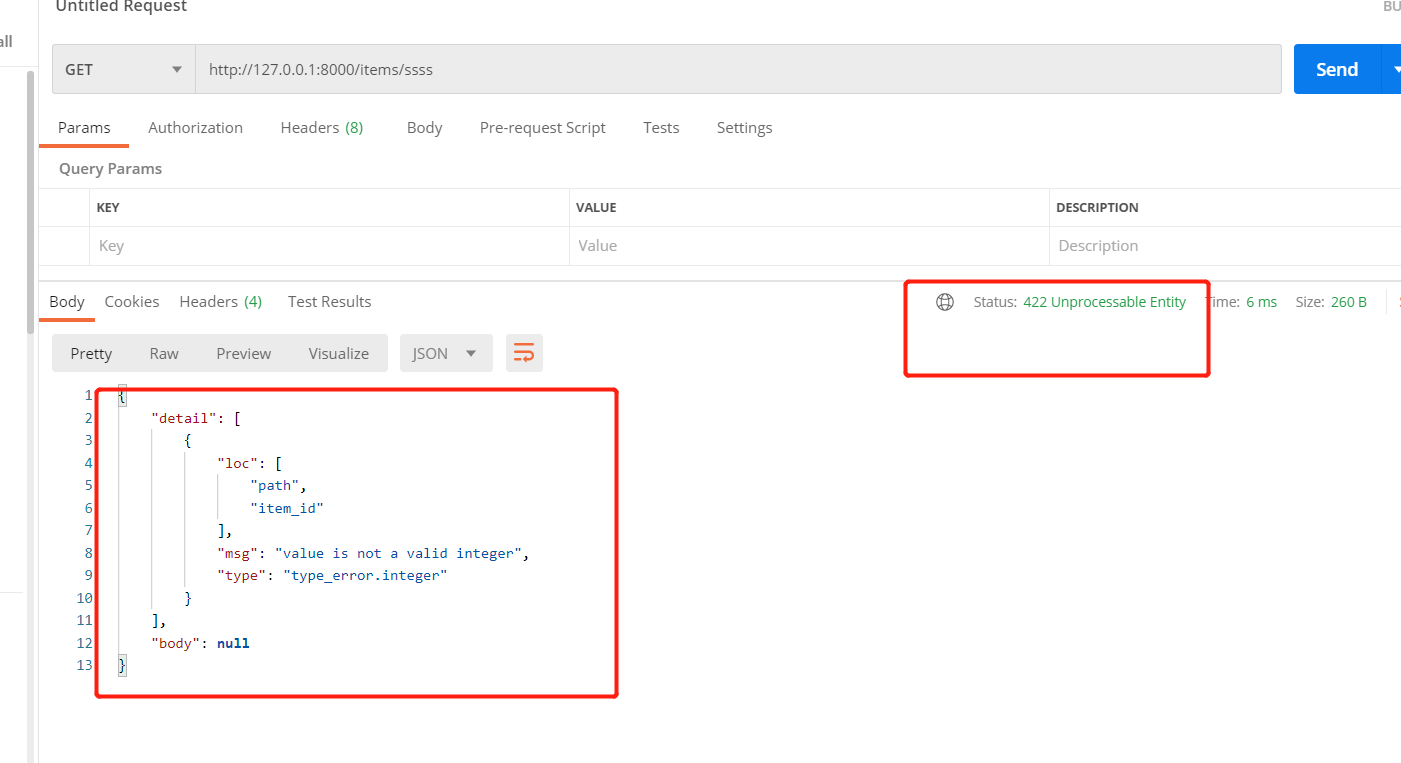 Untitled Request
BU
all
GET
http://127.0.0.1:8000/items/ssss
Send
Params Authorization Headers (8) Body Pre-request Script Tests Settings
Query Params
KEY VALUE DESCRIPTION
Key Value Description
Body Cookies Headers (4) Test Results
Status: 422 Unprocessable Entity Time: 6 ms Size: 260 B
Pretty Raw Preview Visualize JSON
1 {
2 "detail": [
3 {
4 "loc": [
5 "path",
6 "item_id"
7 ],
8 "msg": "value is not a valid integer",
9 "type": "type_error.integer"
10 }
11 ],
12 "body": null
13 }